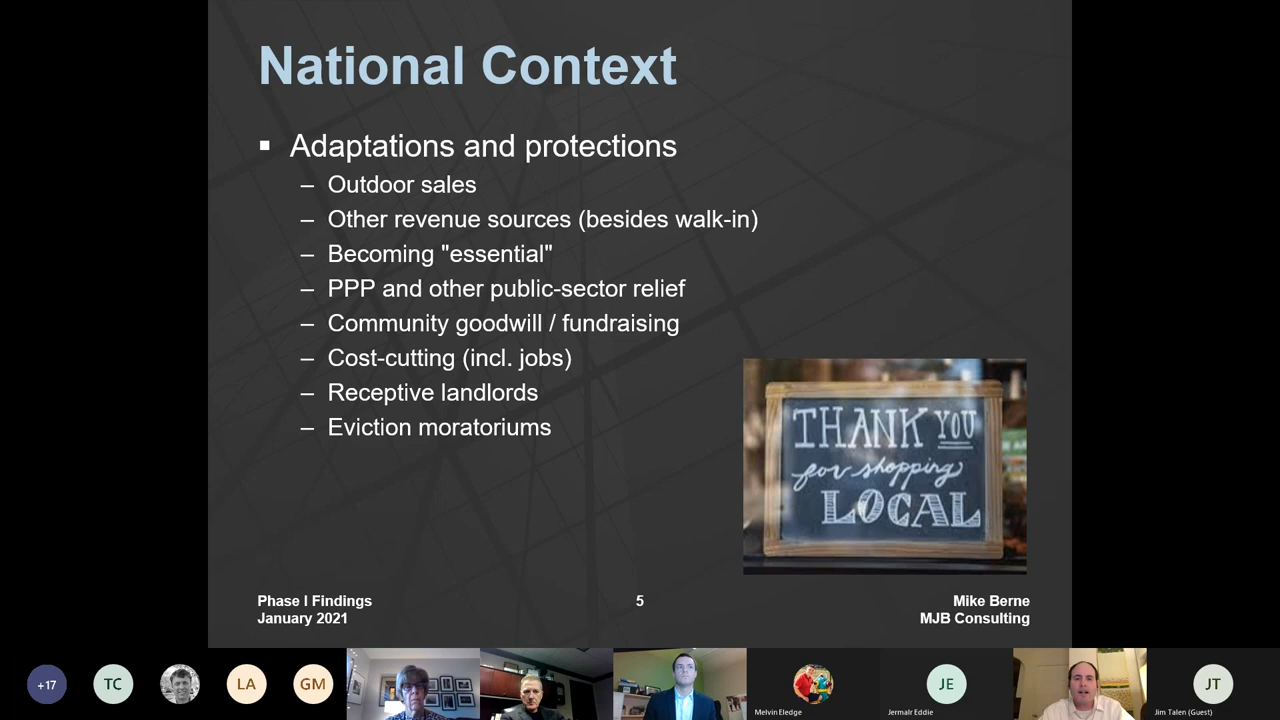 National Context
▪ Adaptations and protections
– Outdoor sales
– Other revenue sources (besides walk-in)
– Becoming "essential"
– PPP and other public-sector relief
– Community goodwill / fundraising
– Cost-cutting (incl. jobs)
– Receptive landlords
– Eviction moratoriums
THANK YOU
for shopping
LOCAL
Phase I Findings
January 2021
5
Mike Berne
MJB Consulting
+17
TC
LA
GM
Melvin Eledge
JE
Jermalr Eddie
JT
Jim Talen (Guest)